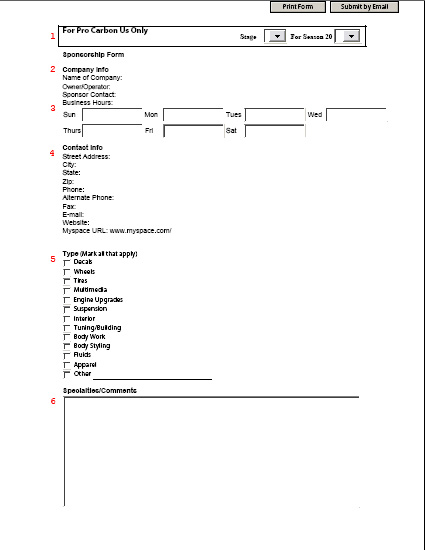 Print Form Submit by Email
1 For Pro Carbon Us Only
Stage For Season 20
Sponsorship Form
2 Company Info
Name of Company:
Owner/Operator:
Sponsor Contact:
Business Hours:
3 Sun Mon Tues Wed
Thurs Fri Sat
4 Contact Info
Street Address:
City:
State:
Zip:
Phone:
Alternate Phone:
Fax:
E-mail:
Website:
Myspace URL: www.myspace.com/
5 Type (Mark all that apply)
Decals
Wheels
Tires
Multimedia
Engine Upgrades
Suspension
Interior
Tuning/Building
Body Work
Body Styling
Fluids
Apparel
Other
Specialties/Comments
6